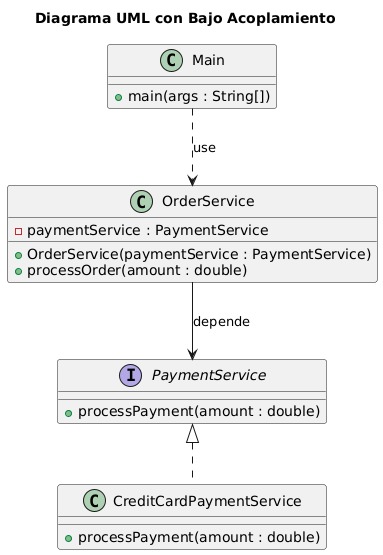 Diagrama UML con Bajo Acoplamiento
C Main
main(args : String[])
use
C OrderService
paymentService : PaymentService
OrderService(paymentService : PaymentService)
processOrder(amount : double)
depende
I PaymentService
processPayment(amount : double)
C CreditCardPaymentService
processPayment(amount : double)